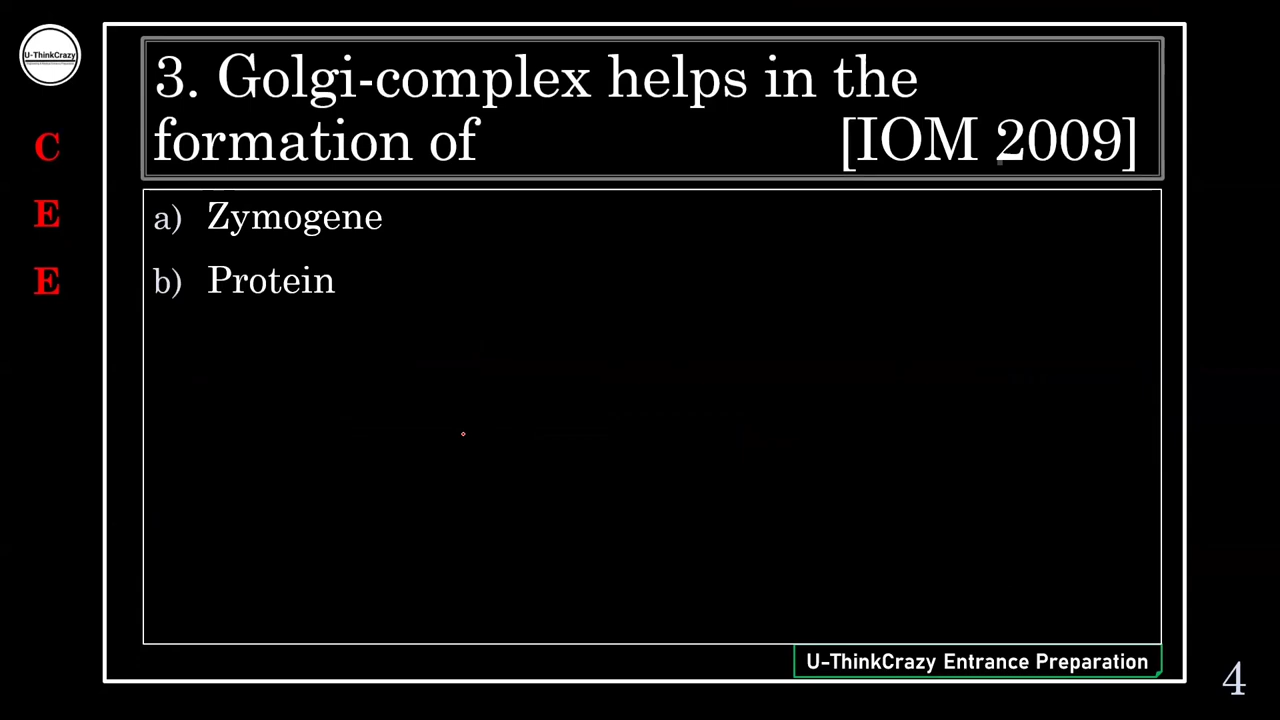 U-ThinkCrazy
3. Golgi-complex helps in the
formation of [IOM 2009]
C
E
E
a) Zymogene
b) Protein
U-ThinkCrazy Entrance Preparation
4